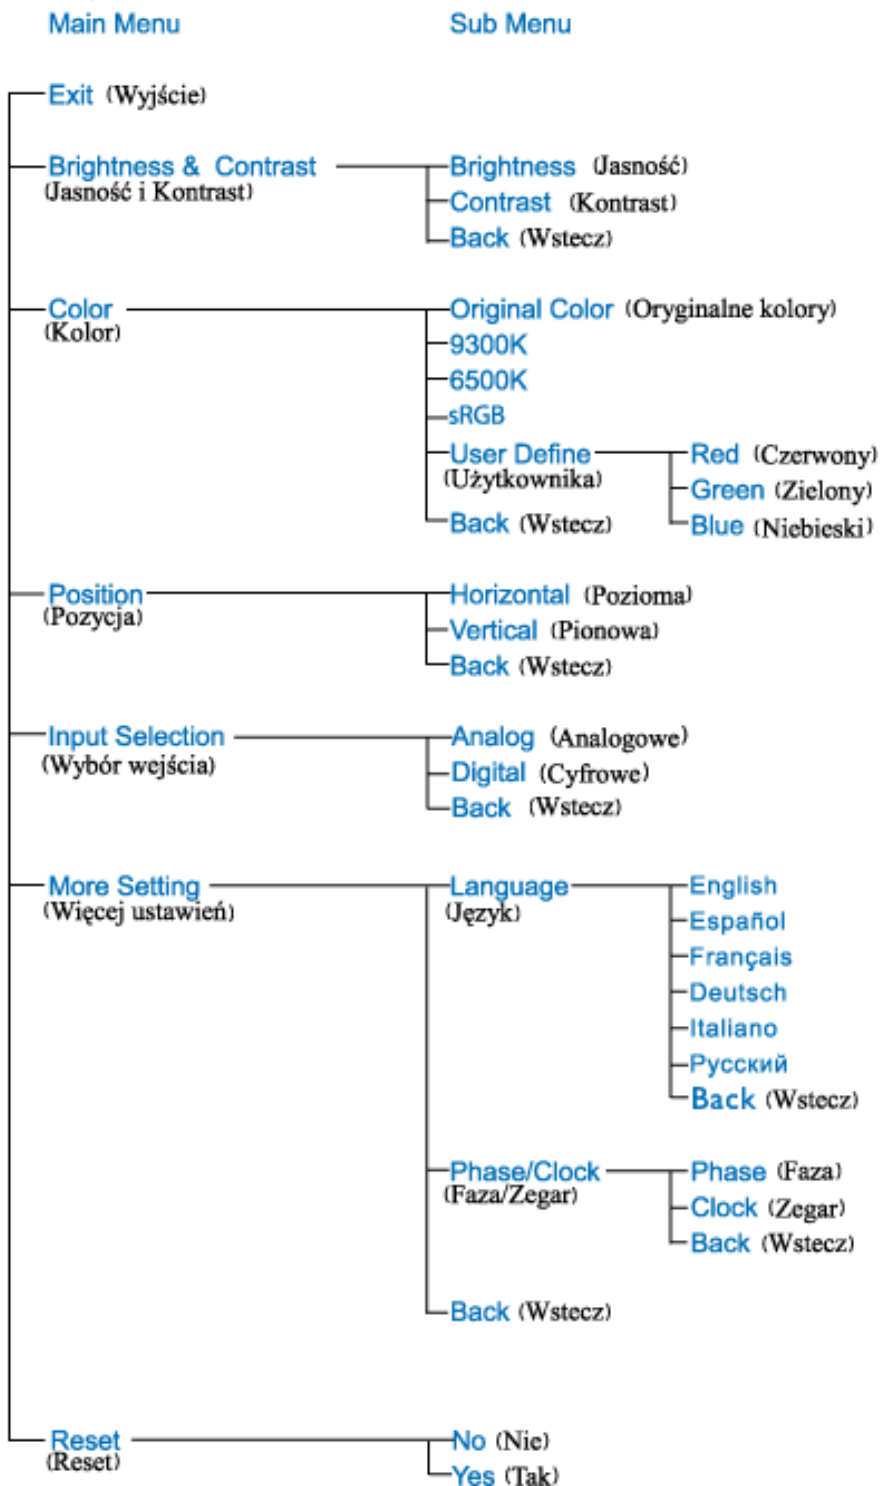 Main Menu Sub Menu
Exit (Wyjście)
Brightness & Contrast Brightness (Jasność)
(Jasność i Kontrast) Contrast (Kontrast)
Back (Wstecz)
Color Original Color (Oryginalne kolory)
(Kolor) 9300K
6500K
sRGB
User Define Red (Czerwony)
(Użytkownika) Green (Zielony)
Back (Wstecz) Blue (Niebieski)
Position Horizontal (Pozioma)
(Pozycja) Vertical (Pionowa)
Back (Wstecz)
Input Selection Analog (Analogowe)
(Wybór wejścia) Digital (Cyfrowe)
Back (Wstecz)
More Setting Language English
(Więcej ustawień) (Język) Español
Français
Deutsch
Italiano
Русский
Back (Wstecz)
Phase/Clock Phase (Faza)
(Faza/Zegar) Clock (Zegar)
Back (Wstecz)
Back (Wstecz)
Reset No (Nie)
(Reset) Yes (Tak)